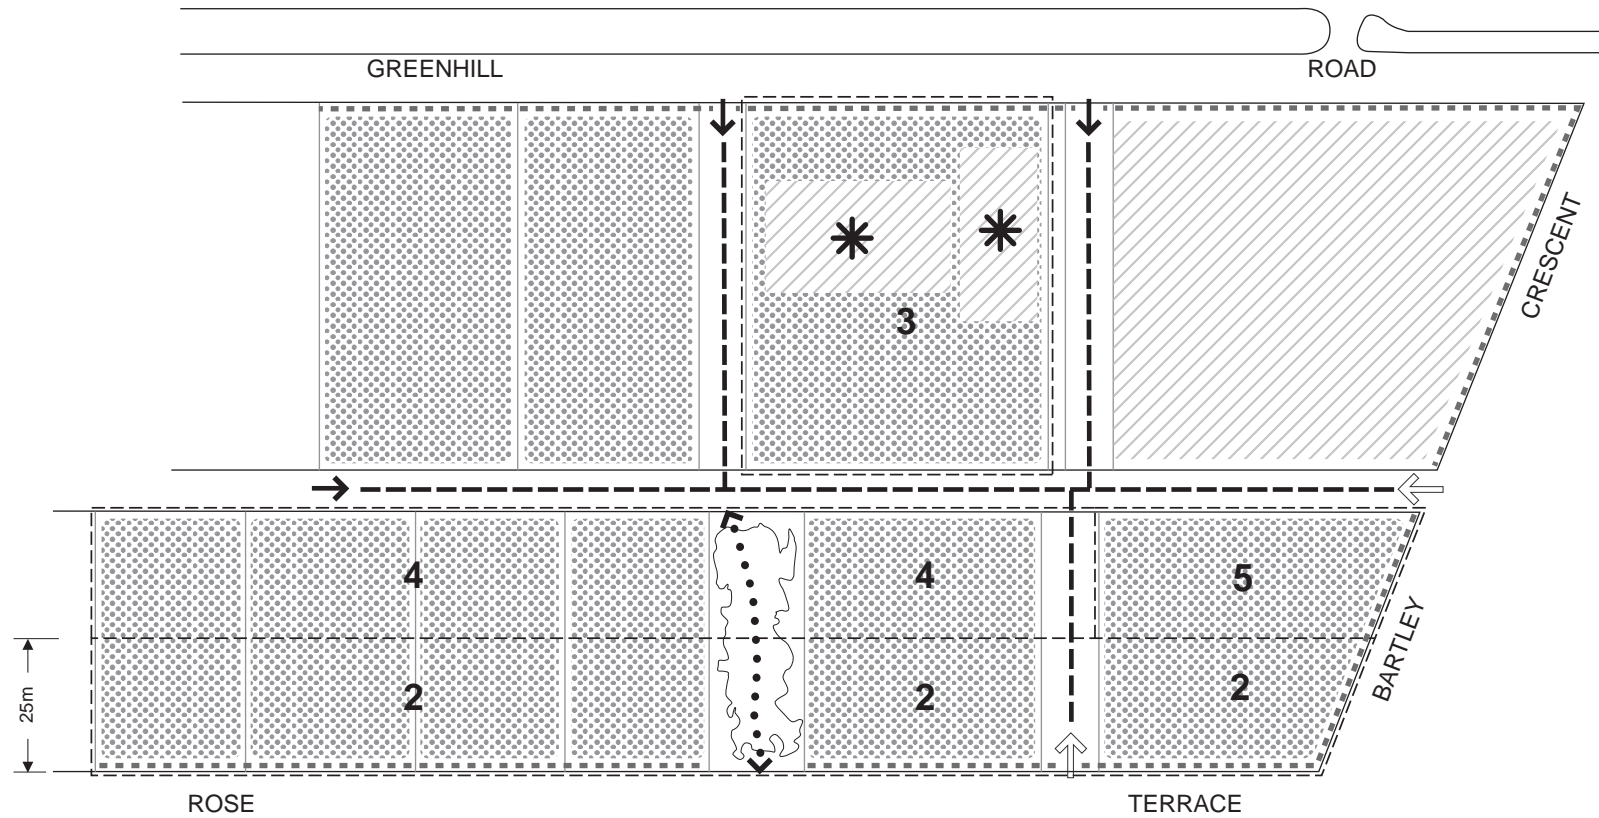 GREENHILL ROAD
CRESCENT
3
4 4 5
25m
2 2 2
BARTLEY
ROSE TERRACE